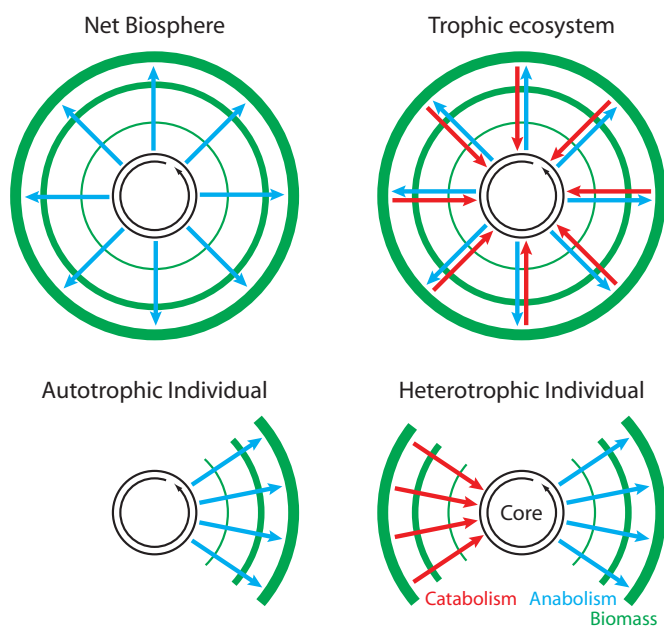 Net Biosphere
Trophic ecosystem
Autotrophic Individual
Heterotrophic Individual
Core
Catabolism
Anabolism
Biomass